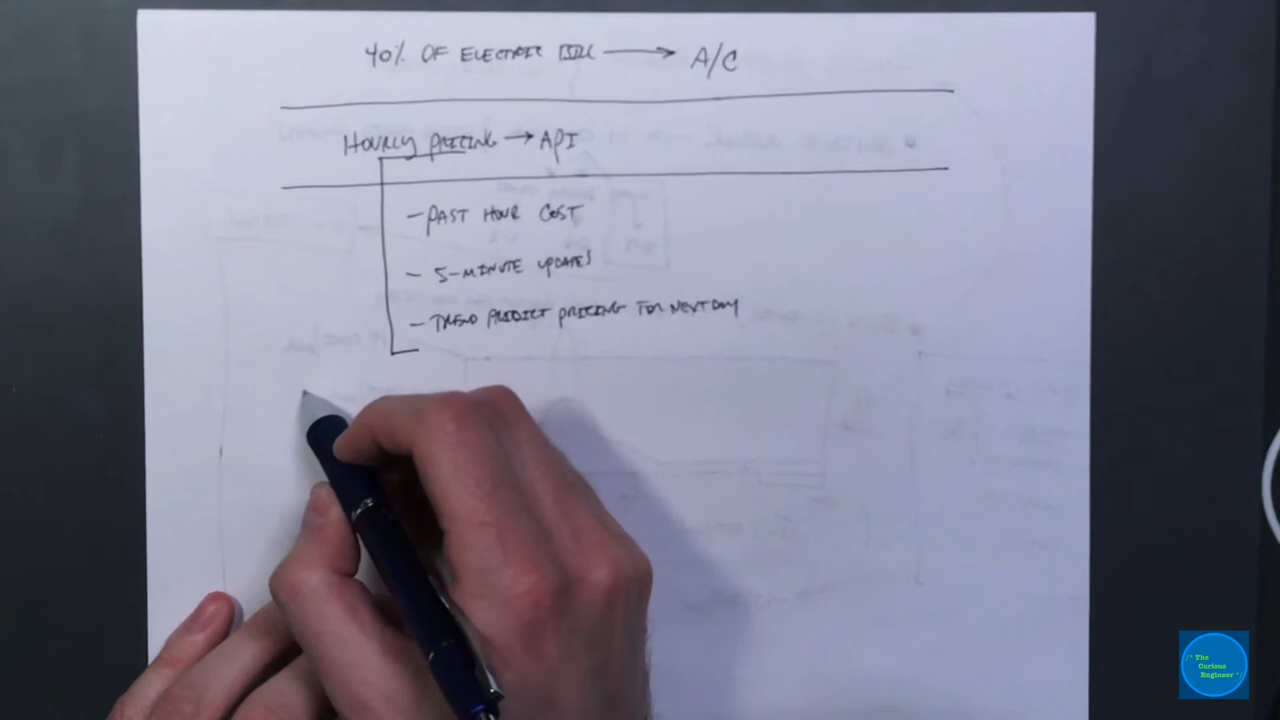 40% OF ELECTRIC BILL → A/C
HOURLY PRICING → API
- PAST HOUR COST
- 5-MINUTE UPDATES
- TREND PREDICT PRICING FOR NEXT DAY
/* The
Curious
Engineer */